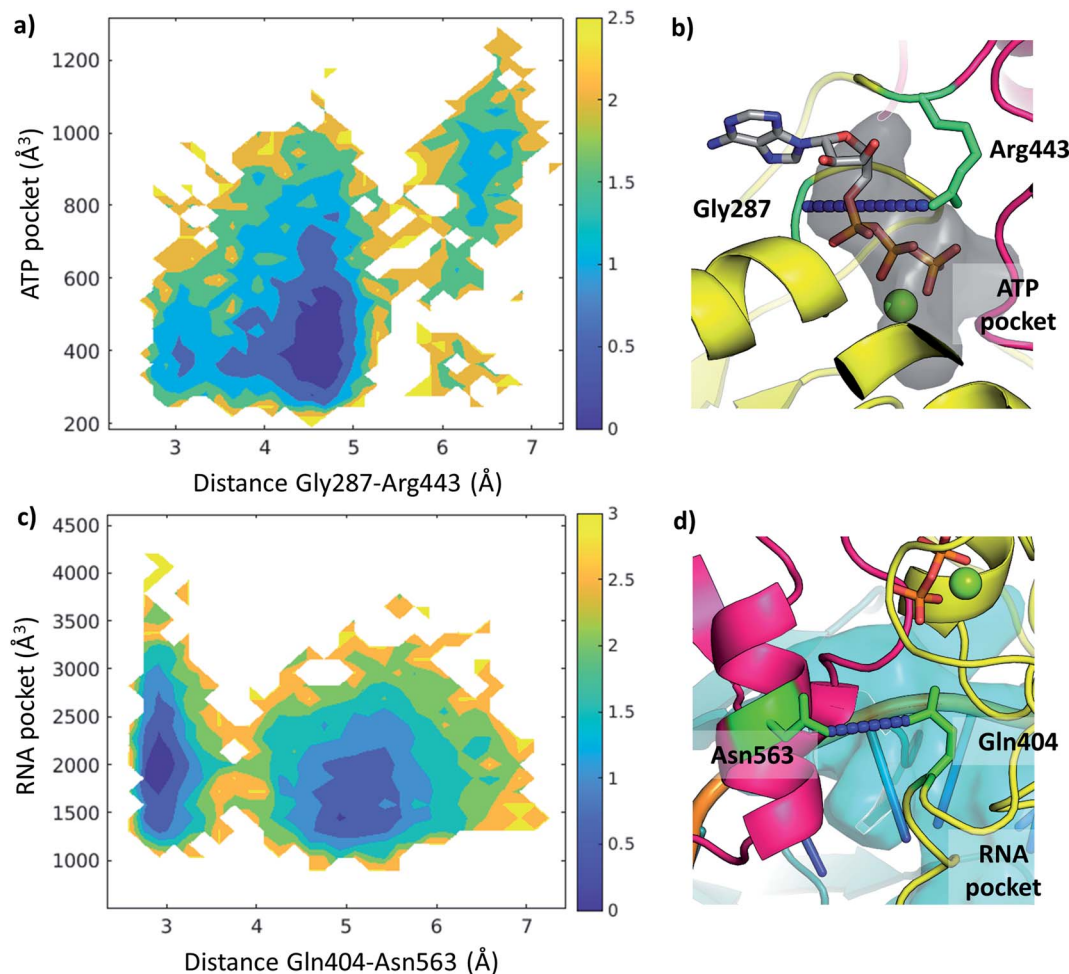 a)
ATP pocket (Å³)
1200
1000
800
600
400
200
3 4 5 6 7
Distance Gly287-Arg443 (Å)
2.5
2
1.5
1
0.5
0
b)
Arg443
Gly287
ATP
pocket
c)
RNA pocket (Å³)
4500
4000
3500
3000
2500
2000
1500
1000
3 4 5 6 7
Distance Gln404-Asn563 (Å)
3
2.5
2
1.5
1
0.5
0
d)
Asn563
Gln404
RNA
pocket